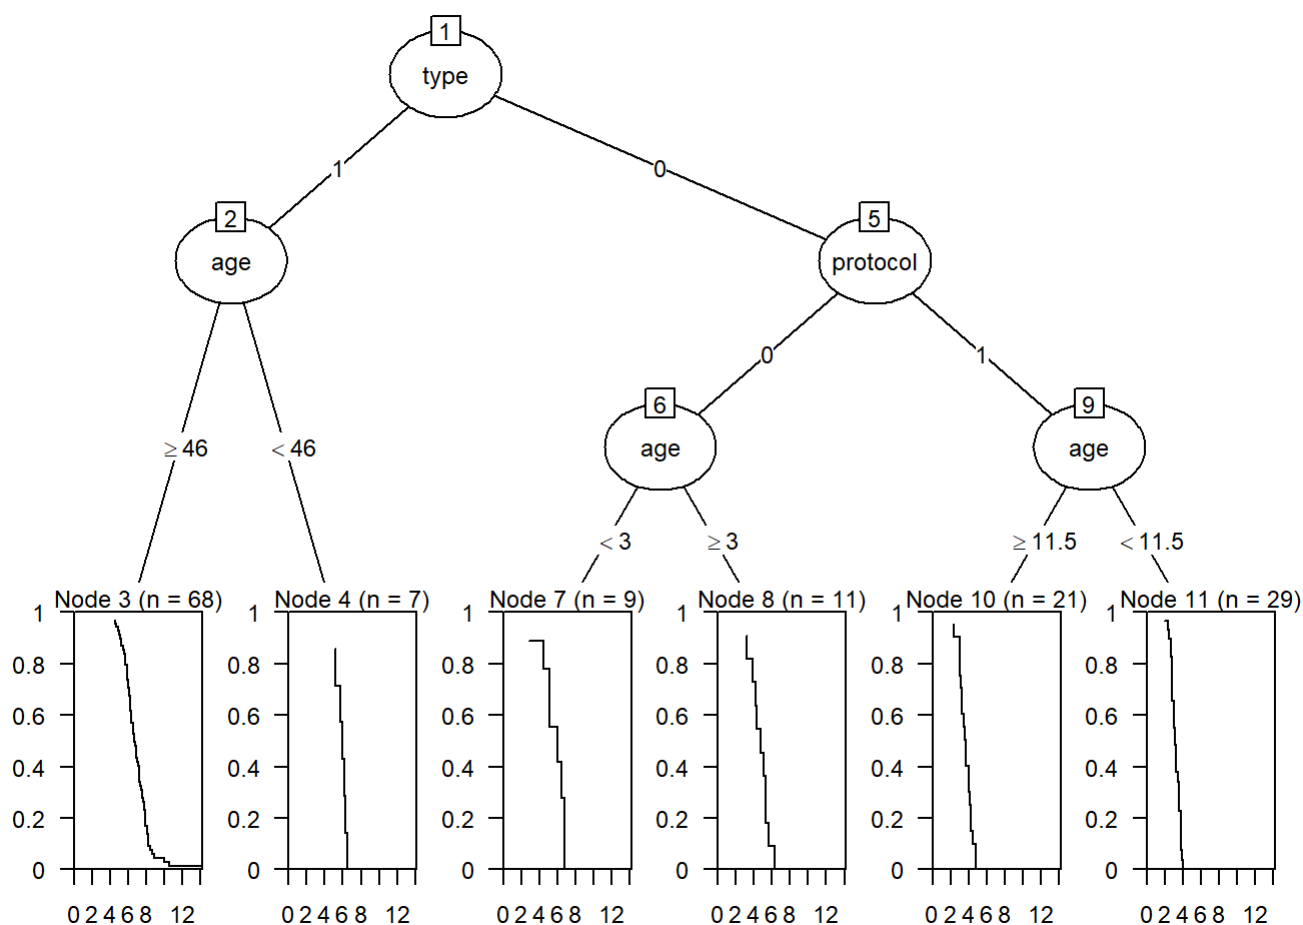 1
type
1
0
2
age
5
protocol
0
1
6
age
9
age
≥ 46
< 46
< 3
≥ 3
≥ 11.5
< 11.5
Node 3 (n = 68)
Node 4 (n = 7)
Node 7 (n = 9)
Node 8 (n = 11)
Node 10 (n = 21)
Node 11 (n = 29)
1 1 1 1 1 1
0.8 0.8 0.8 0.8 0.8 0.8
0.6 0.6 0.6 0.6 0.6 0.6
0.4 0.4 0.4 0.4 0.4 0.4
0.2 0.2 0.2 0.2 0.2 0.2
0 0 0 0 0 0
0 2 4 6 8 12 0 2 4 6 8 12 0 2 4 6 8 12 0 2 4 6 8 12 0 2 4 6 8 12 0 2 4 6 8 12